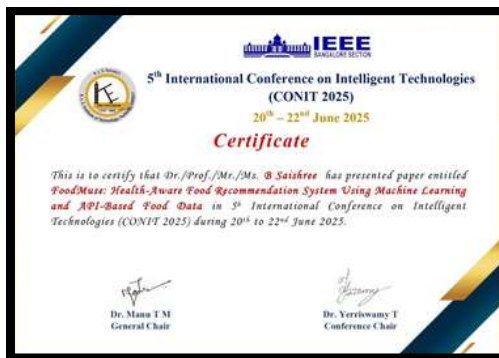 IEEE
BANGALORE SECTION
5th International Conference on Intelligent Technologies
(CONIT 2025)
20th – 22nd June 2025
Certificate
This is to certify that Dr./Prof./Mr./Ms. B Saishree has presented paper entitled
FoodMuse: Health-Aware Food Recommendation System Using Machine Learning
and API-Based Food Data in 5th International Conference on Intelligent
Technologies (CONIT 2025) during 20th to 22nd June 2025.
Dr. Manu T M
General Chair
Dr. Yerriswamy T
Conference Chair